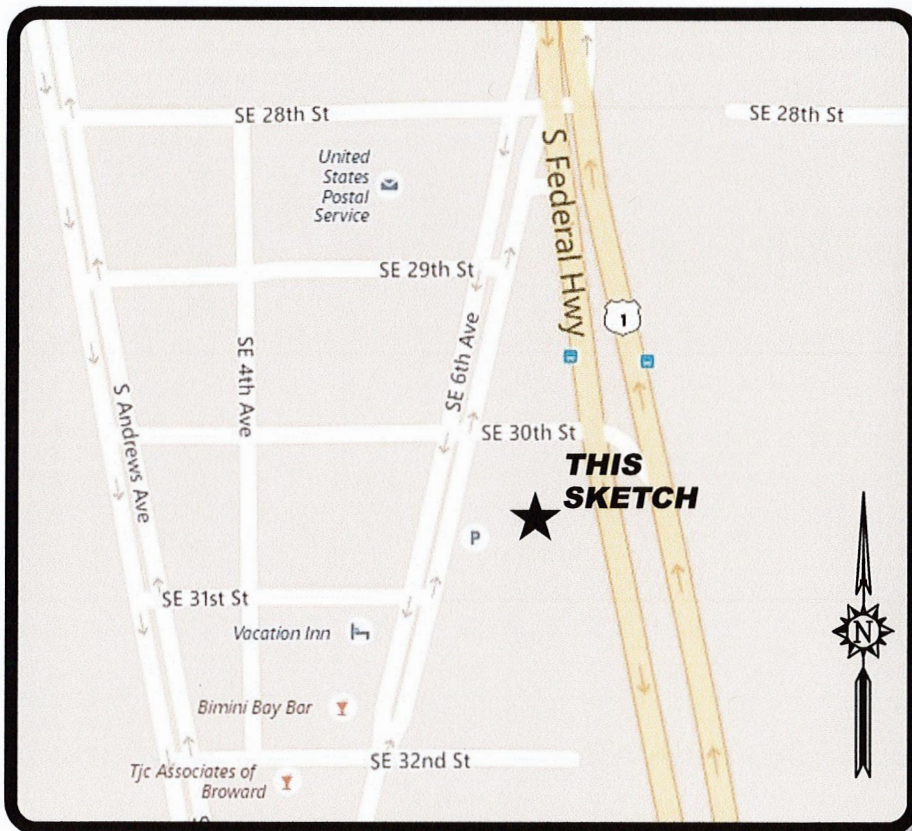 SE 28th St
SE 28th St
United
States
Postal
Service
S Federal Hwy
SE 29th St
1
SE 6th Ave
SE 4th Ave
S Andrews Ave
SE 30th St
THIS
SKETCH
P
SE 31st St
Vacation Inn
N
Bimini Bay Bar
SE 32nd St
Tjc Associates of
Broward